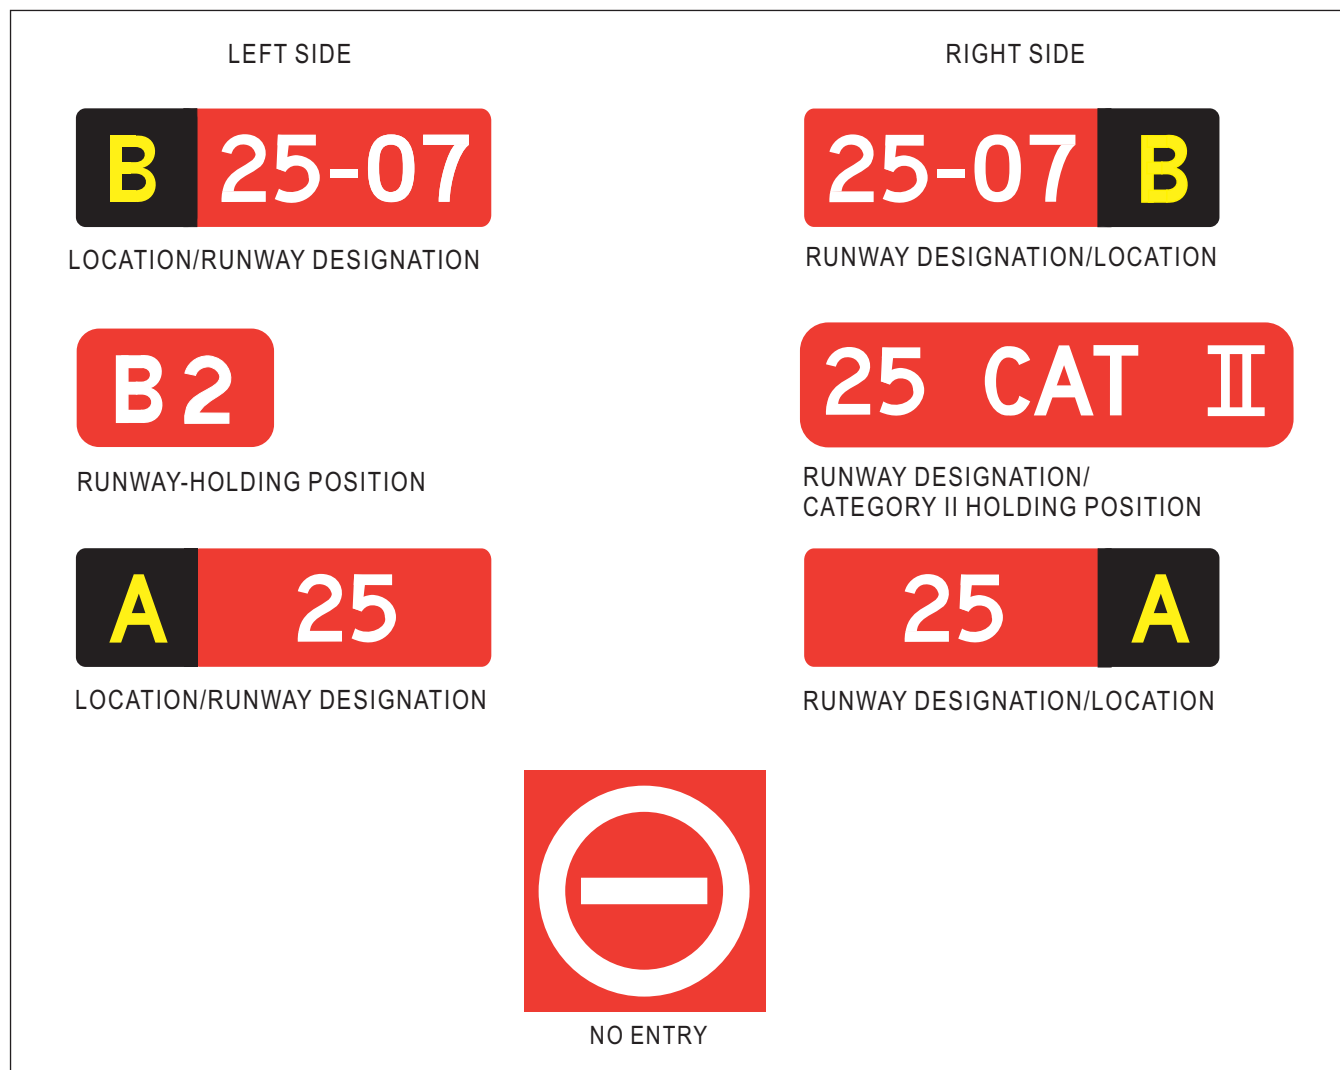 LEFT SIDE
RIGHT SIDE
B 25-07
25-07 B
LOCATION/RUNWAY DESIGNATION
RUNWAY DESIGNATION/LOCATION
B2
25 CAT II
RUNWAY-HOLDING POSITION
RUNWAY DESIGNATION/
CATEGORY II HOLDING POSITION
A 25
25 A
LOCATION/RUNWAY DESIGNATION
RUNWAY DESIGNATION/LOCATION
NO ENTRY